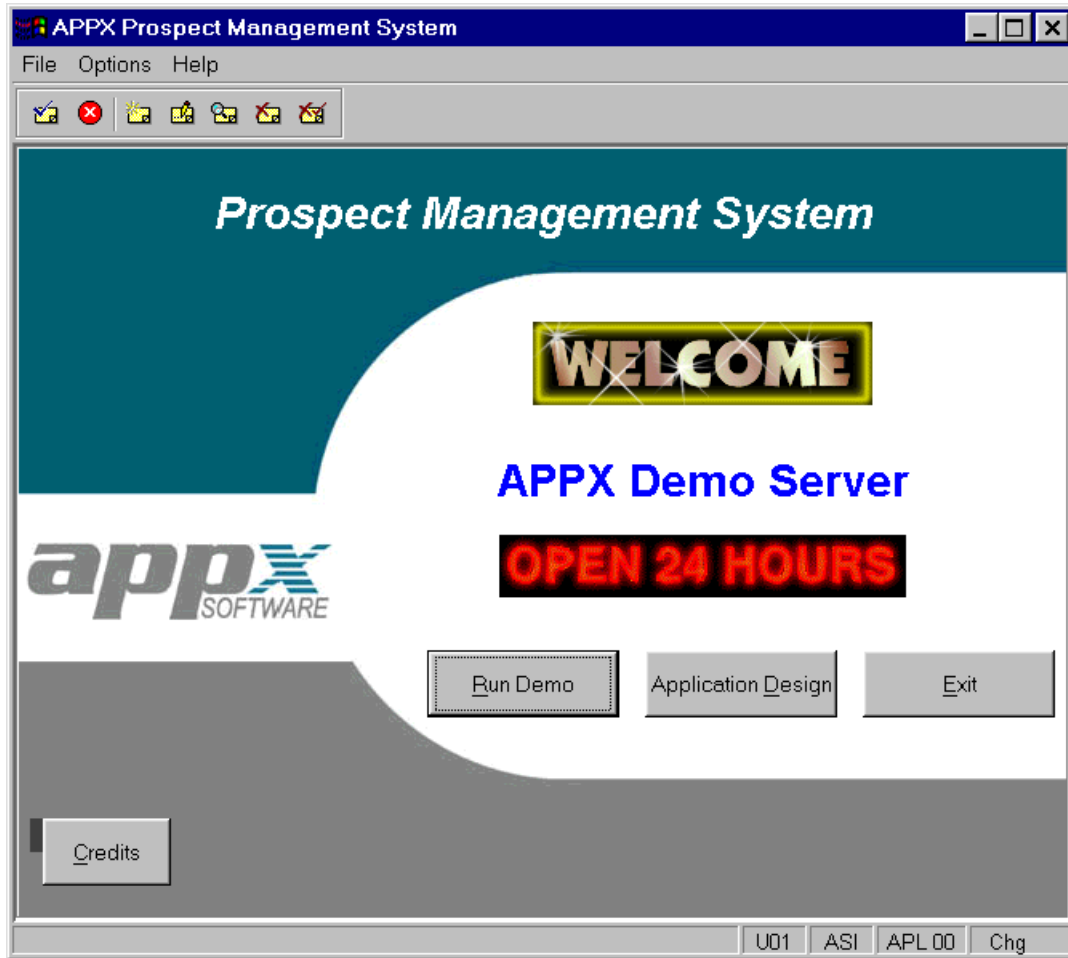 APPX Prospect Management System
File Options Help
Prospect Management System
WELCOME
APPX Demo Server
appx
SOFTWARE
OPEN 24 HOURS
Run Demo Application Design Exit
Credits
U01 ASI APL 00 Chg